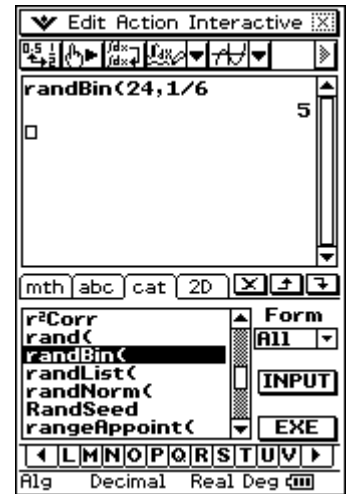 Edit Action Interactive
randBin(24,1/6
5
mth abc cat 2D
r²Corr
rand(
randBin(
randList(
randNorm(
RandSeed
rangeAppoint(
Form
All
INPUT
EXE
L M N O P Q R S T U V
Alg Decimal Real Deg